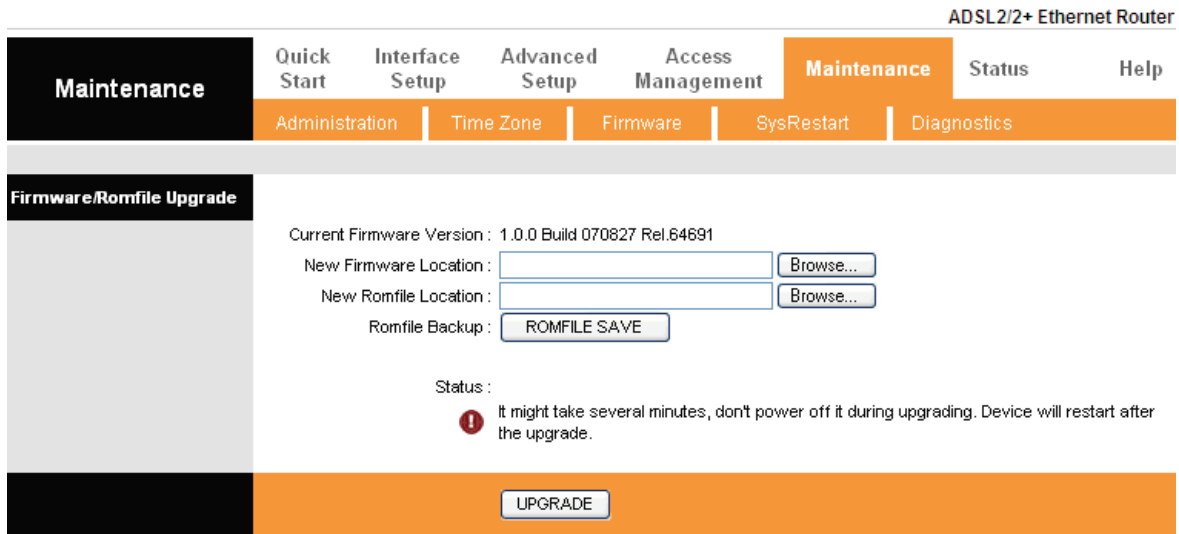 ADSL2/2+ Ethernet Router
Maintenance
Quick Start
Interface Setup
Advanced Setup
Access Management
Maintenance
Status
Help
Administration
Time Zone
Firmware
SysRestart
Diagnostics
Firmware/Romfile Upgrade
Current Firmware Version : 1.0.0 Build 070827 Rel.64691
New Firmware Location : Browse...
New Romfile Location : Browse...
Romfile Backup : ROMFILE SAVE
Status :
It might take several minutes, don't power off it during upgrading. Device will restart after
the upgrade.
UPGRADE